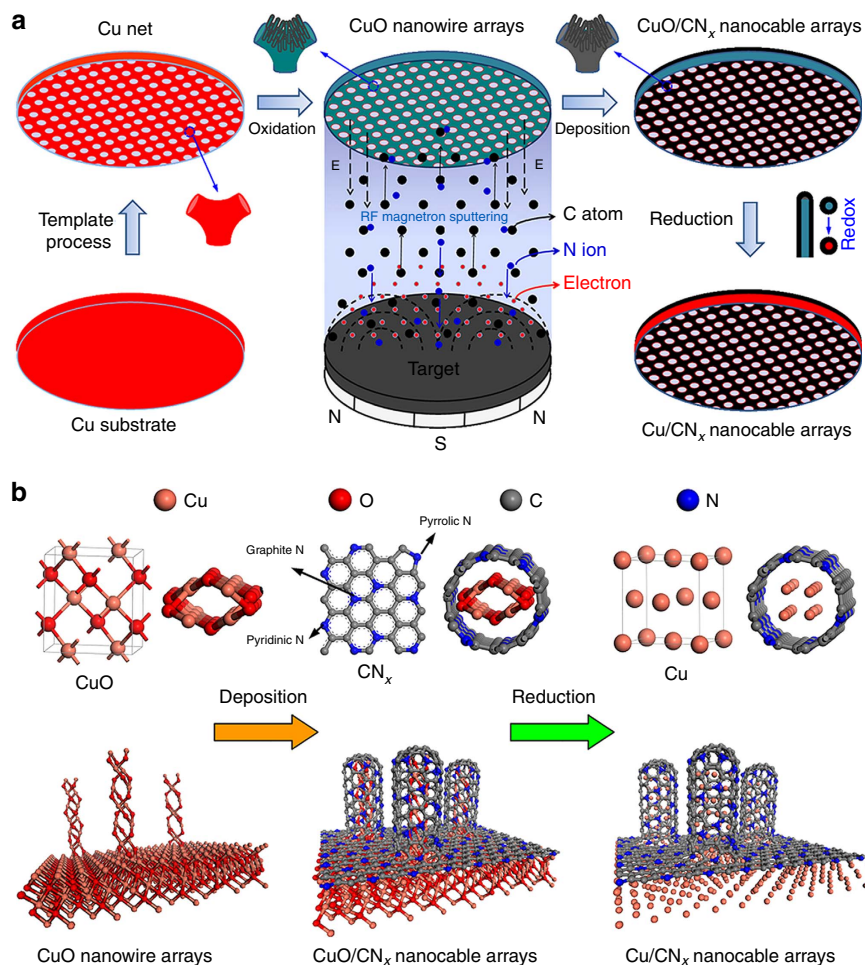 a
Cu net
CuO nanowire arrays
CuO/CNx nanocable arrays
Oxidation
Deposition
E
E
RF magnetron sputtering
Template
process
C atom
N ion
Electron
Reduction
Redox
Target
N
N
S
Cu substrate
Cu/CNx nanocable arrays
b
Cu
O
C
N
Graphite N
Pyrrolic N
Pyridinic N
CuO
CNx
Cu
Deposition
Reduction
CuO nanowire arrays
CuO/CNx nanocable arrays
Cu/CNx nanocable arrays